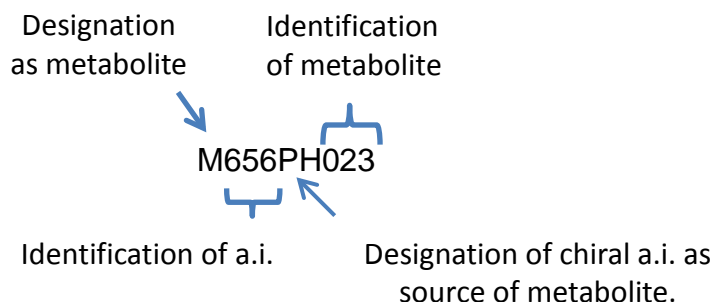 Designation
as metabolite
Identification
of metabolite
M656PH023
Identification of a.i.
Designation of chiral a.i. as
source of metabolite.